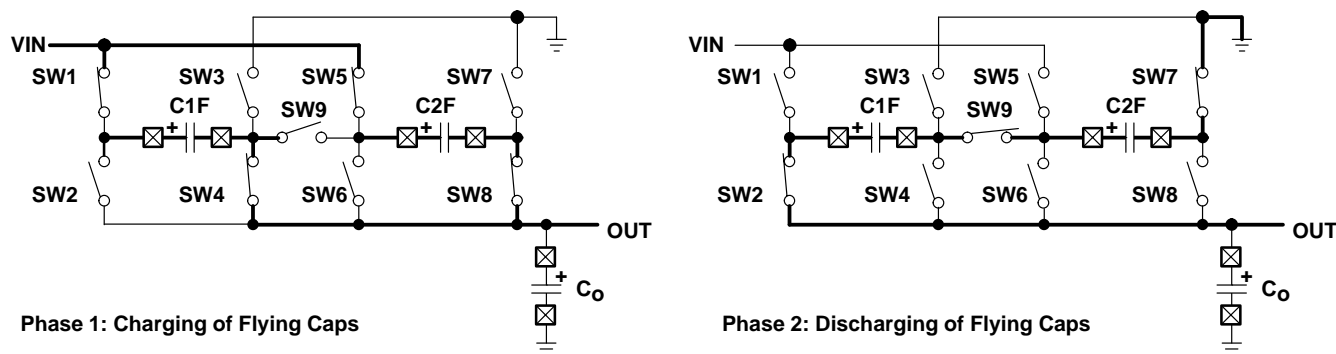 VIN
SW1
SW3
SW5
SW7
C1F
SW9
C2F
+
+
SW2
SW4
SW6
SW8
OUT
+
Co
Phase 1: Charging of Flying Caps
VIN
SW1
SW3
SW5
SW7
C1F
SW9
C2F
+
+
SW2
SW4
SW6
SW8
OUT
+
Co
Phase 2: Discharging of Flying Caps